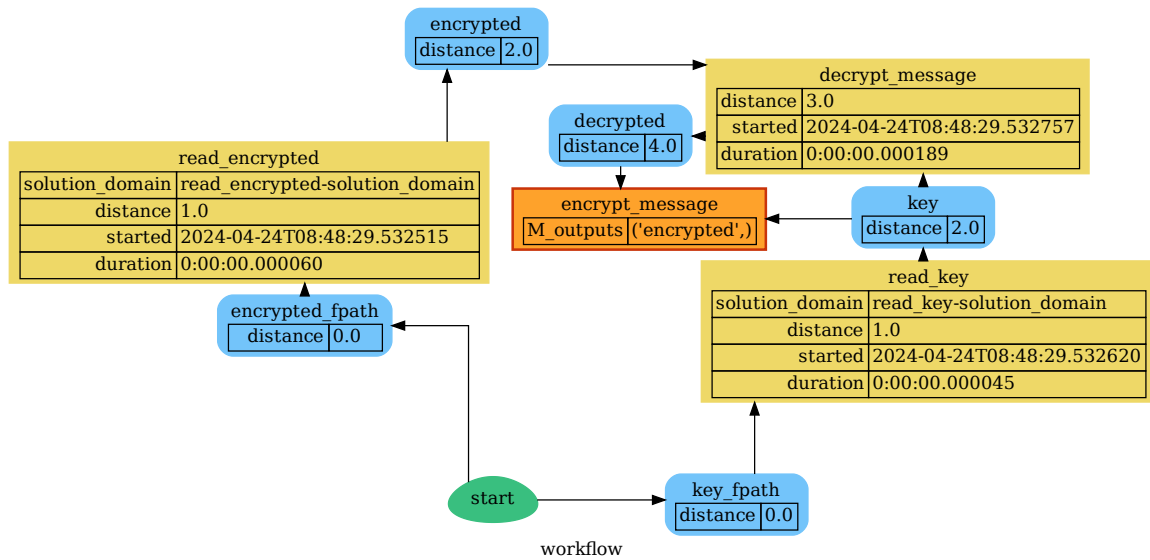 encrypted
distance 2.0
decrypt_message
distance 3.0
started 2024-04-24T08:48:29.532757
duration 0:00:00.000189
decrypted
distance 4.0
read_encrypted
solution_domain read_encrypted-solution_domain
distance 1.0
started 2024-04-24T08:48:29.532515
duration 0:00:00.000060
encrypt_message
M_outputs ('encrypted',)
key
distance 2.0
read_key
solution_domain read_key-solution_domain
distance 1.0
started 2024-04-24T08:48:29.532620
duration 0:00:00.000045
encrypted_fpath
distance 0.0
start
key_fpath
distance 0.0
workflow